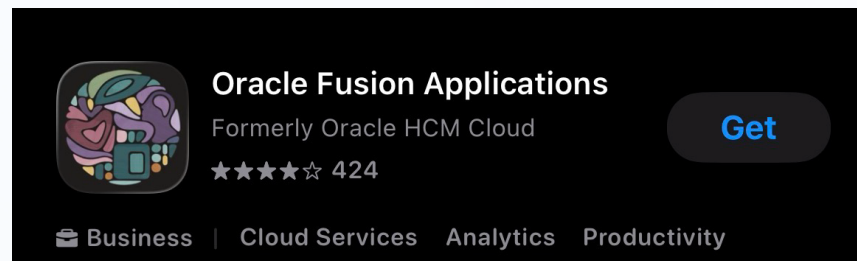 Oracle Fusion Applications
Formerly Oracle HCM Cloud
Get
★★★★☆ 424
Business | Cloud Services Analytics Productivity